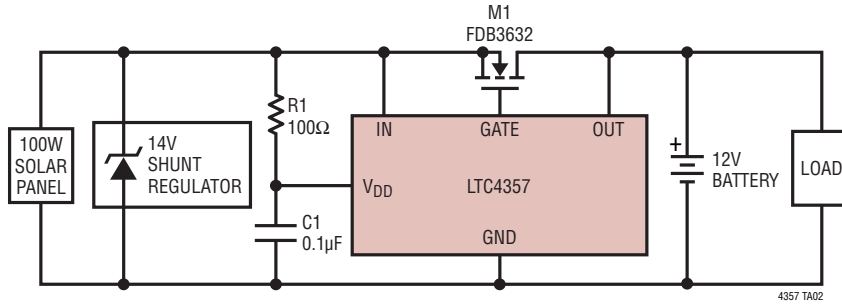 M1
FDB3632
R1
100Ω
IN
GATE
OUT
100W
SOLAR
PANEL
14V
SHUNT
REGULATOR
VDD
LTC4357
+
12V
BATTERY
LOAD
C1
0.1µF
GND
4357 TA02